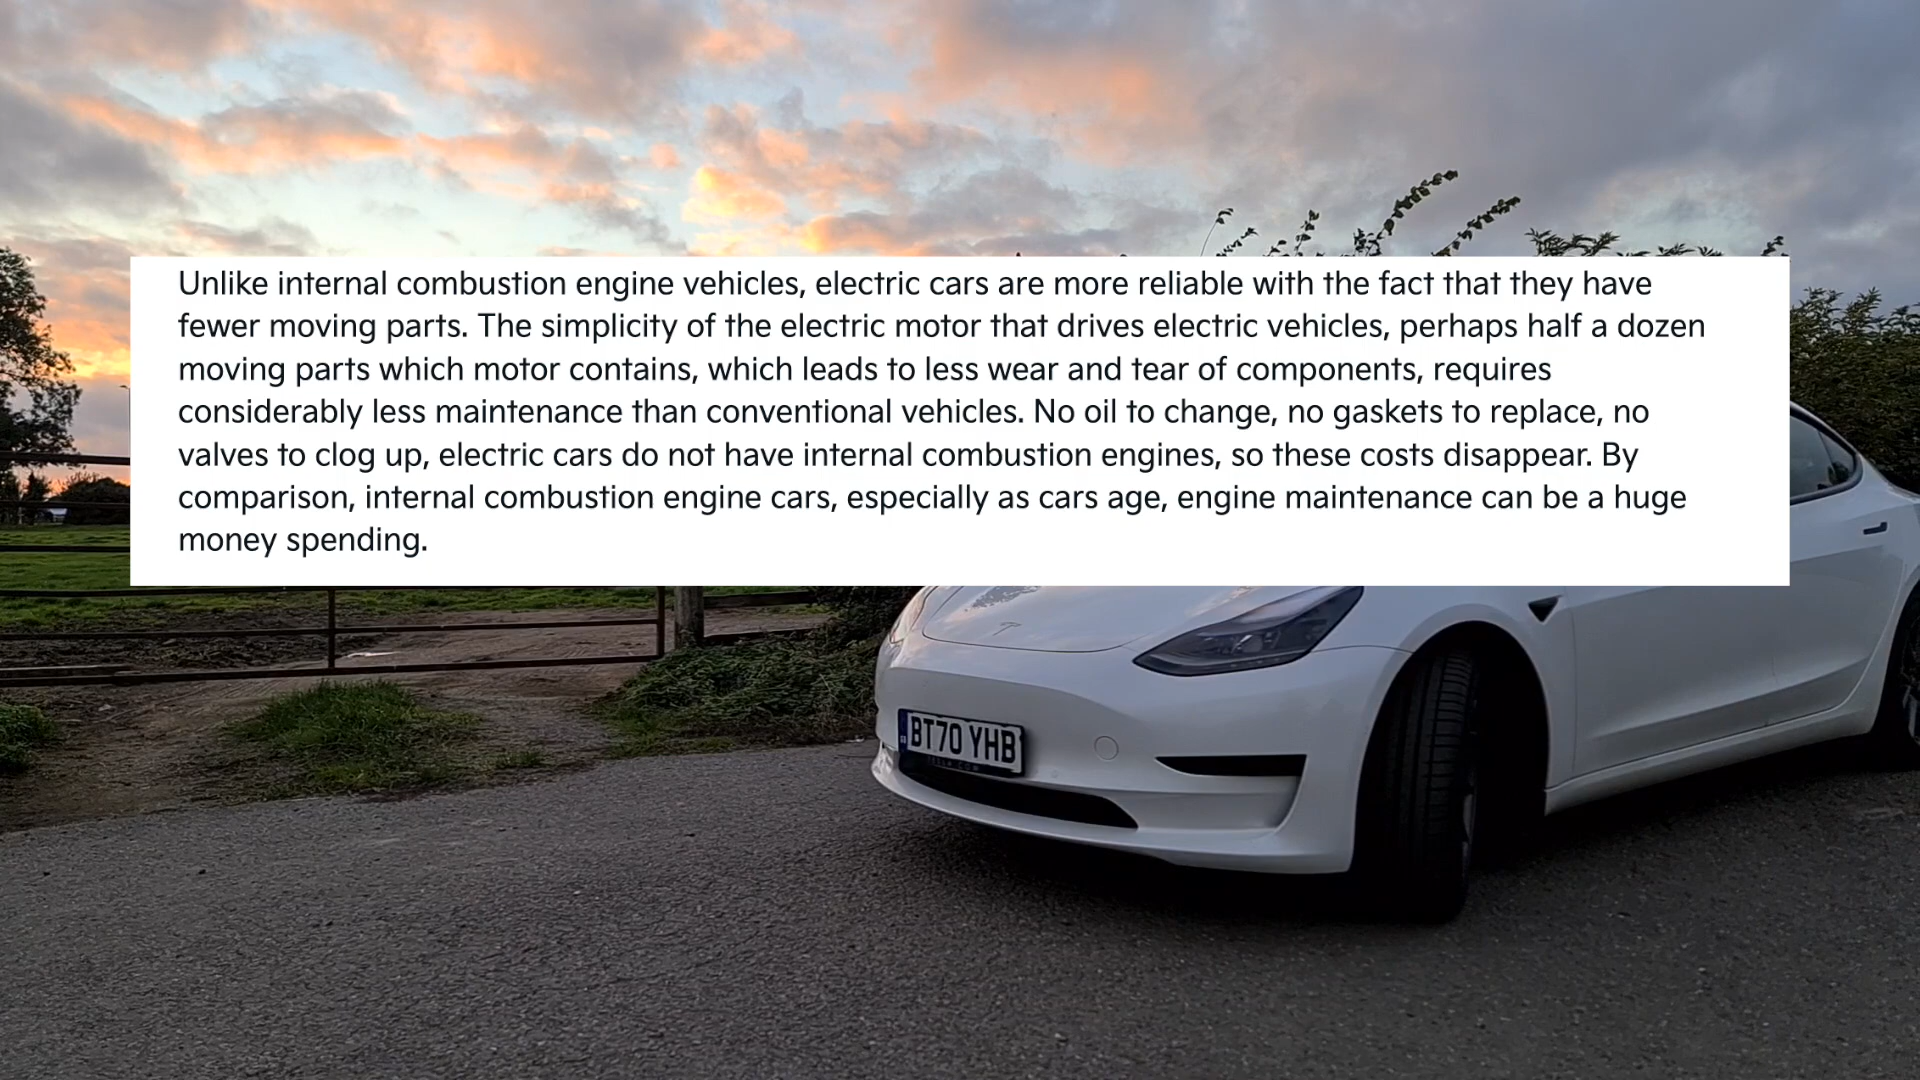 Unlike internal combustion engine vehicles, electric cars are more reliable with the fact that they have
fewer moving parts. The simplicity of the electric motor that drives electric vehicles, perhaps half a dozen
moving parts which motor contains, which leads to less wear and tear of components, requires
considerably less maintenance than conventional vehicles. No oil to change, no gaskets to replace, no
valves to clog up, electric cars do not have internal combustion engines, so these costs disappear. By
comparison, internal combustion engine cars, especially as cars age, engine maintenance can be a huge
money spending.
BT70 YHB
TESLA.COM